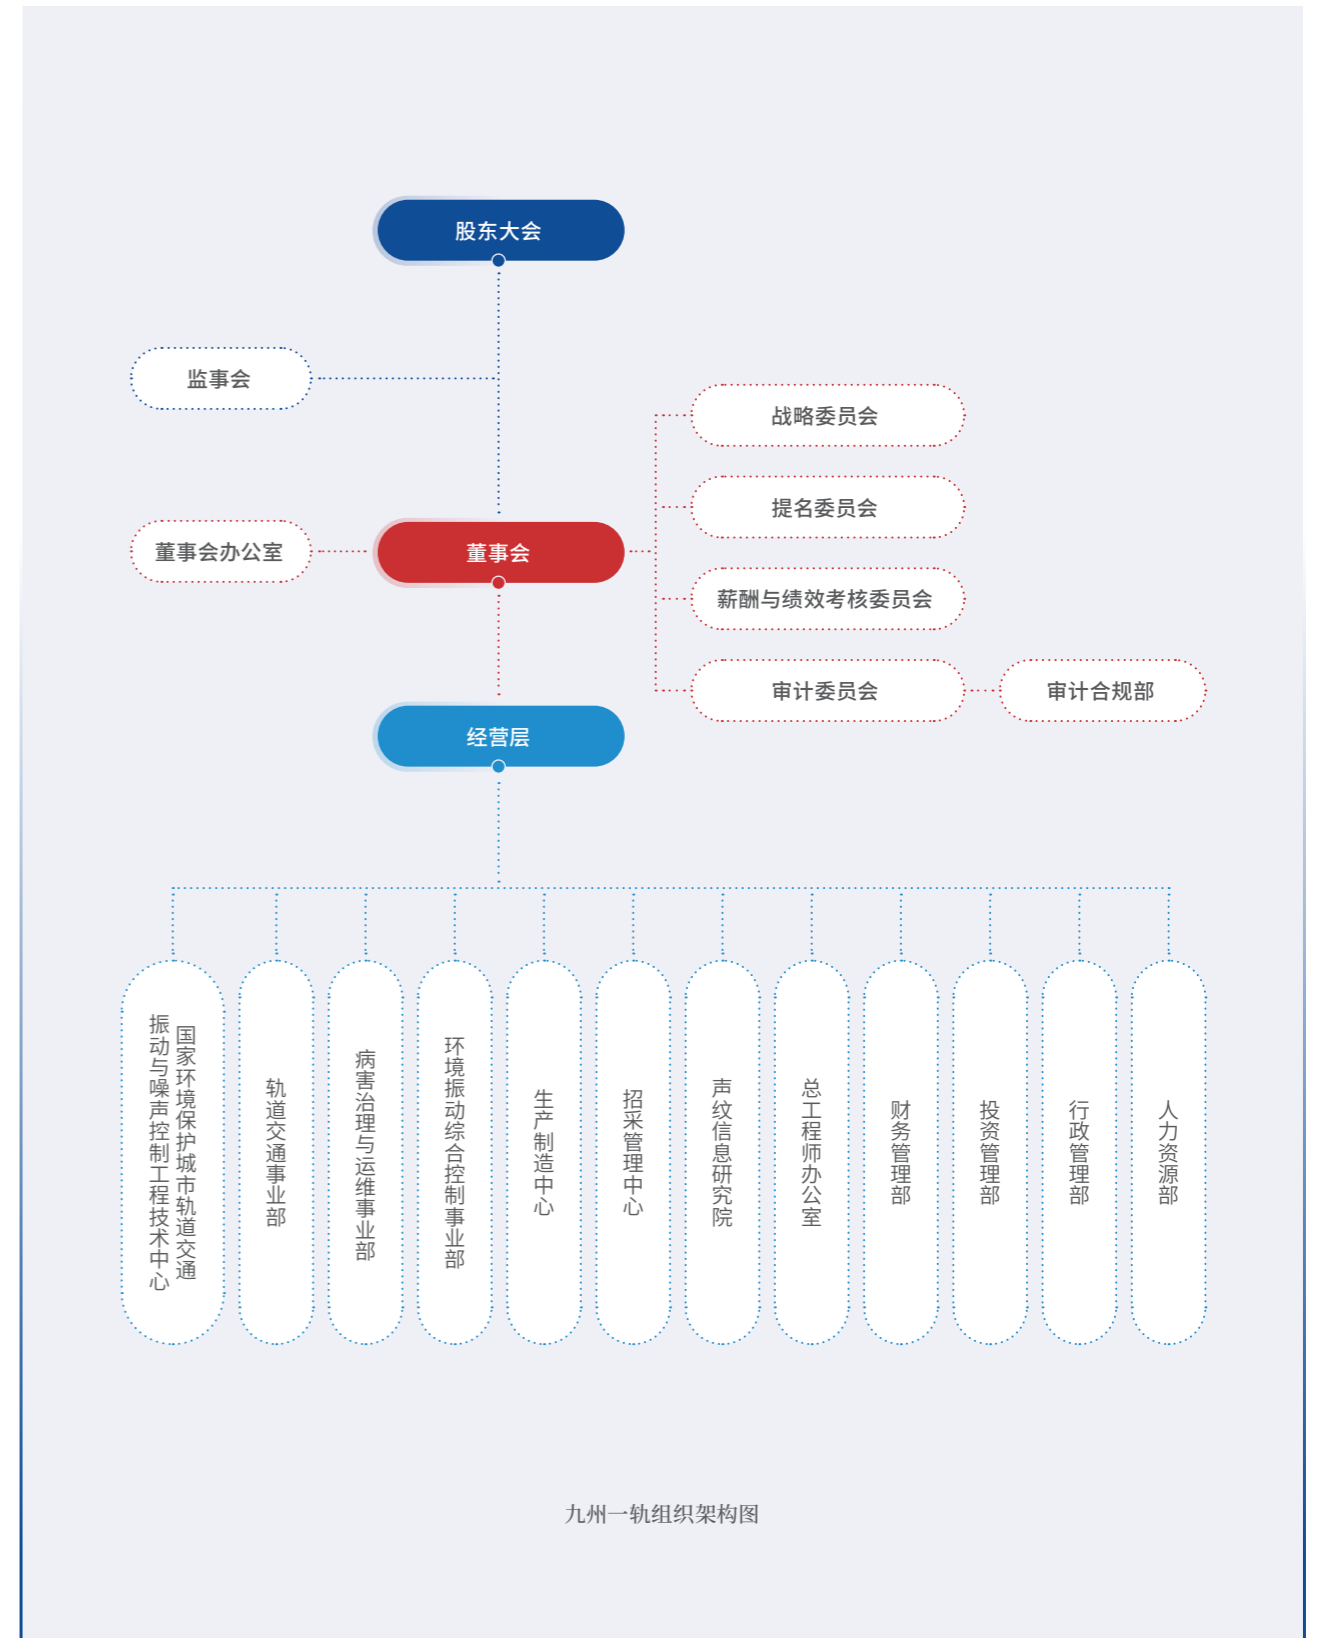 股东大会
监事会
战略委员会
提名委员会
董事会办公室
董事会
薪酬与绩效考核委员会
审计委员会
审计合规部
经营层
国家环境保护城市轨道交通
振动与噪声控制工程技术中心
轨道交通事业部
病害治理与运维事业部
环境振动综合控制事业部
生产制造中心
招采管理中心
声纹信息研究院
总工程师办公室
财务管理部
投资管理部
行政管理部
人力资源部
九州一轨组织架构图